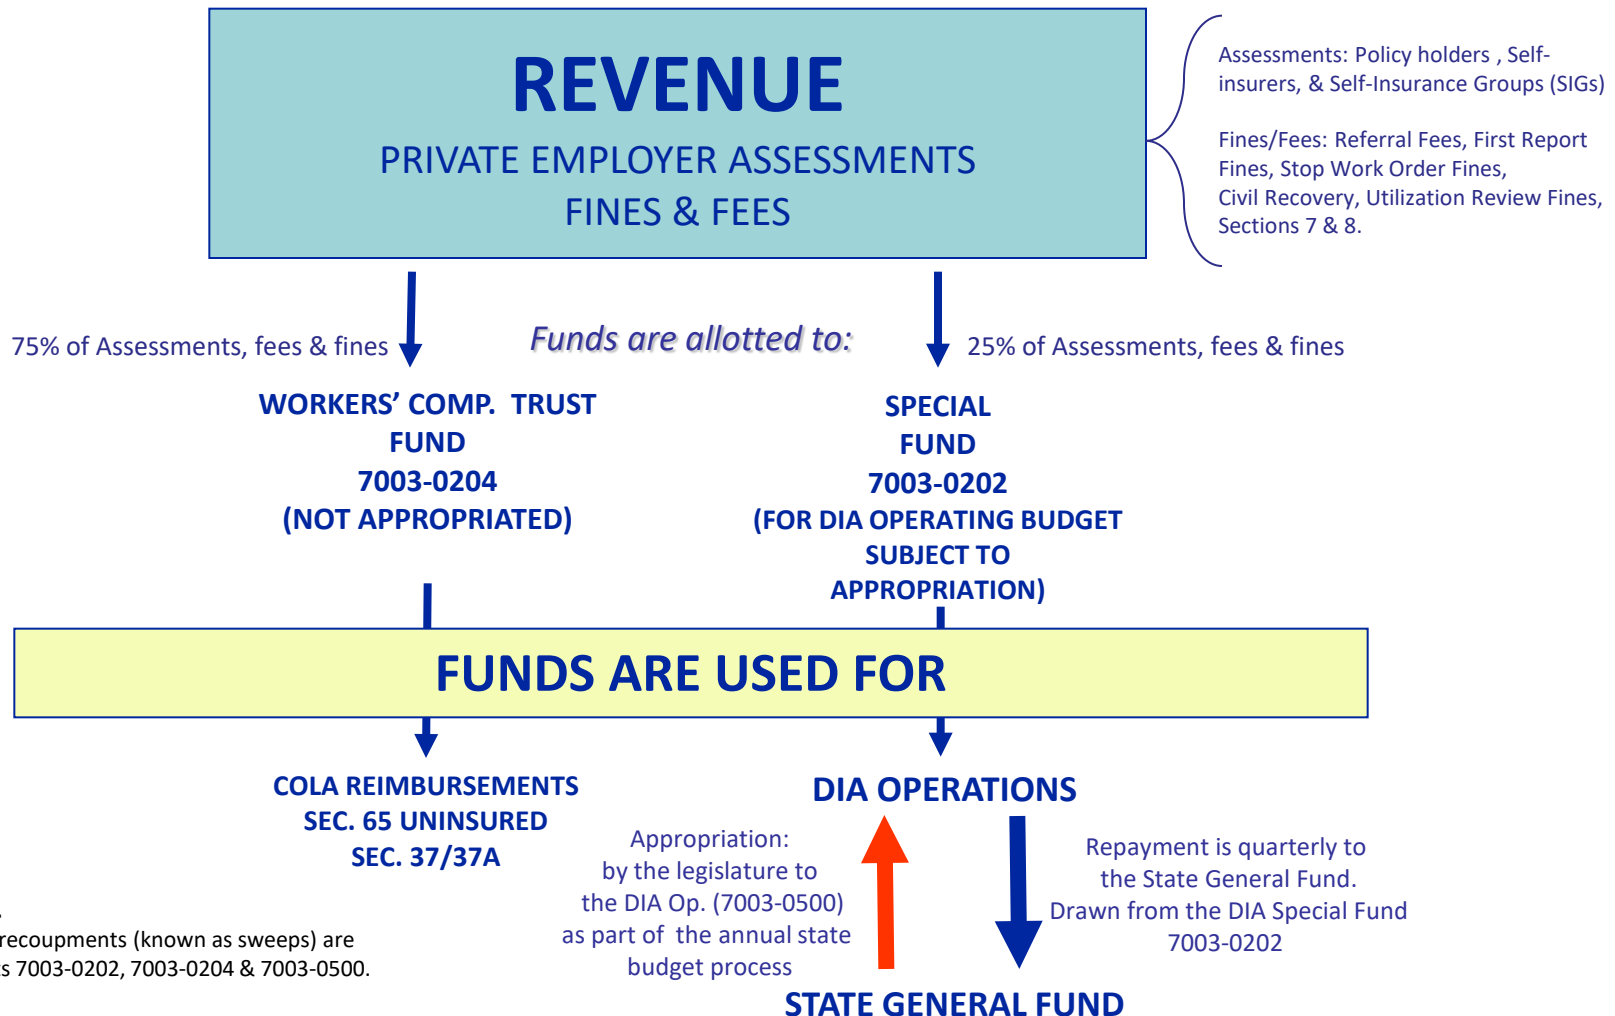 REVENUE
PRIVATE EMPLOYER ASSESSMENTS
FINES & FEES
Assessments: Policy holders , Self-
insurers, & Self-Insurance Groups (SIGs)
Fines/Fees: Referral Fees, First Report
Fines, Stop Work Order Fines,
Civil Recovery, Utilization Review Fines,
Sections 7 & 8.
75% of Assessments, fees & fines
Funds are allotted to:
25% of Assessments, fees & fines
WORKERS’ COMP. TRUST
FUND
7003-0204
(NOT APPROPRIATED)
SPECIAL
FUND
7003-0202
(FOR DIA OPERATING BUDGET
SUBJECT TO
APPROPRIATION)
FUNDS ARE USED FOR
COLA REIMBURSEMENTS
SEC. 65 UNINSURED
SEC. 37/37A
DIA OPERATIONS
Appropriation:
by the legislature to
the DIA Op. (7003-0500)
as part of the annual state
budget process
Repayment is quarterly to
the State General Fund.
Drawn from the DIA Special Fund
7003-0202
recoupments (known as sweeps) are
7003-0202, 7003-0204 & 7003-0500.
STATE GENERAL FUND